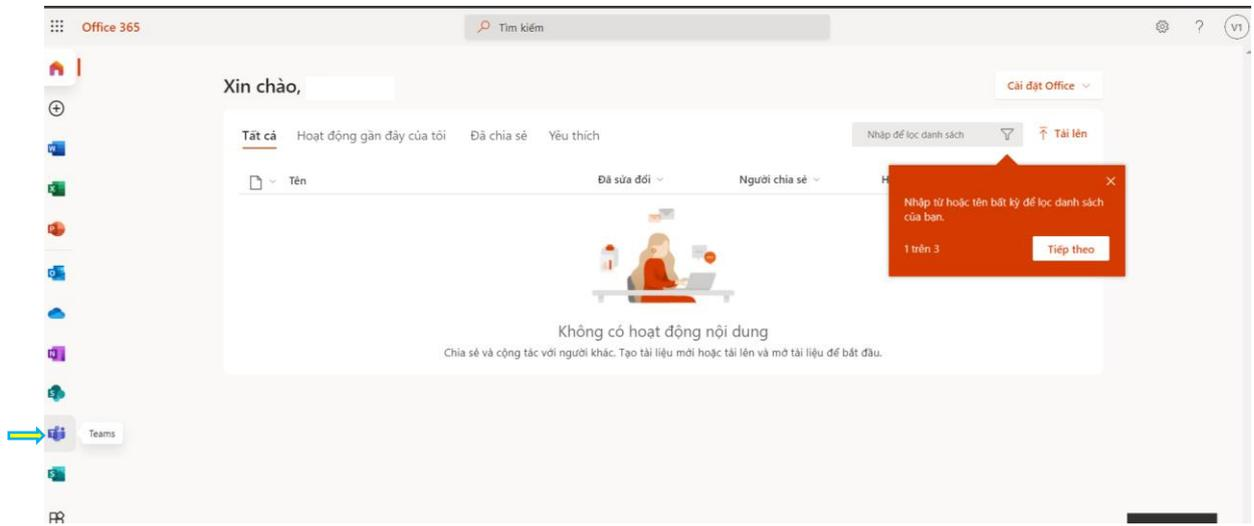 Office 365
Tìm kiếm
V1
Xin chào,
Cài đặt Office
Tất cả Hoạt động gần đây của tôi Đã chia sẻ Yêu thích
Nhập để lọc danh sách
Tải lên
Tên Đã sửa đổi Người chia sẻ H
Nhập từ hoặc tên bất kỳ để lọc danh sách
của bạn.
1 trên 3 Tiếp theo
Không có hoạt động nội dung
Chia sẻ và cộng tác với người khác. Tạo tài liệu mới hoặc tải lên và mở tài liệu để bắt đầu.
Teams